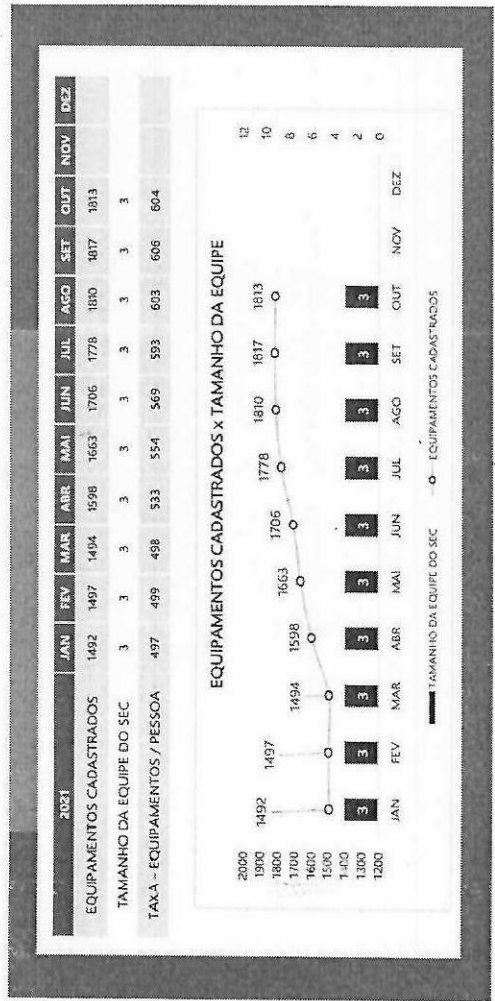 2021 JAN FEV MAR ABR MAI JUN JUL AGO SET OUT NOV DEZ
EQUIPAMENTOS CADASTRADOS 1492 1497 1494 1598 1663 1706 1778 1810 1817 1813
TAMANHO DA EQUIPE DO SEC 3 3 3 3 3 3 3 3 3 3
TAXA – EQUIPAMENTOS / PESSOA 497 499 498 533 554 569 593 603 606 604
EQUIPAMENTOS CADASTRADOS x TAMANHO DA EQUIPE
2000 12
1900 1492 1497 1494 1598 1663 1706 1778 1810 1817 1813 10
1800 8
1700 6
1600
1500 4
1400 2
1300 3 3 3 3 3 3 3 3 3 3
1200 0
JAN FEV MAR ABR MAI JUN JUL AGO SET OUT NOV DEZ
TAMANHO DA EQUIPE DO SEC EQUIPAMENTOS CADASTRADOS